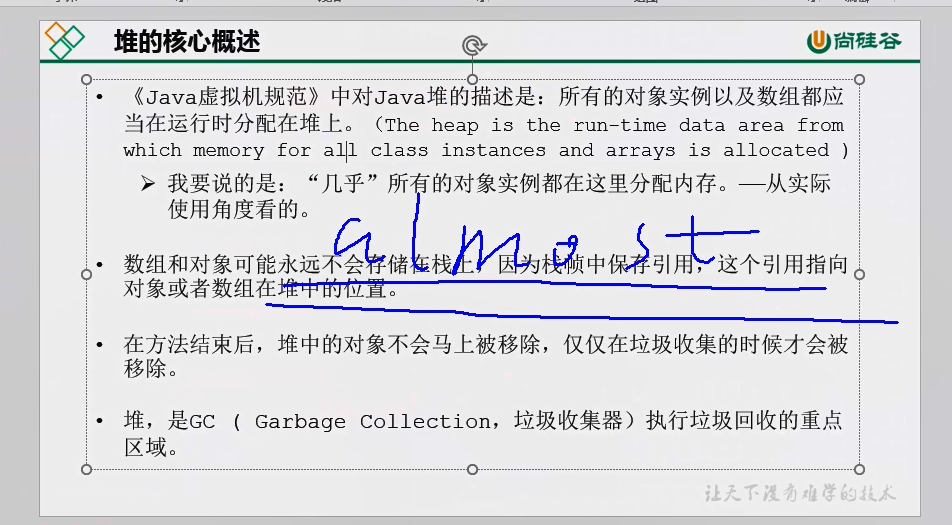 堆的核心概述
尚硅谷
• 《Java虚拟机规范》中对Java堆的描述是：所有的对象实例以及数组都应
当在运行时分配在堆上。（The heap is the run-time data area from
which memory for all class instances and arrays is allocated )
➢ 我要说的是：“几乎”所有的对象实例都在这里分配内存。——从实际
使用角度看的。
almost
• 数组和对象可能永远不会存储在栈上，因为栈帧中保存引用，这个引用指向
对象或者数组在堆中的位置。
• 在方法结束后，堆中的对象不会马上被移除，仅仅在垃圾收集的时候才会被
移除。
• 堆，是GC ( Garbage Collection，垃圾收集器）执行垃圾回收的重点
区域。
让天下没有难学的技术